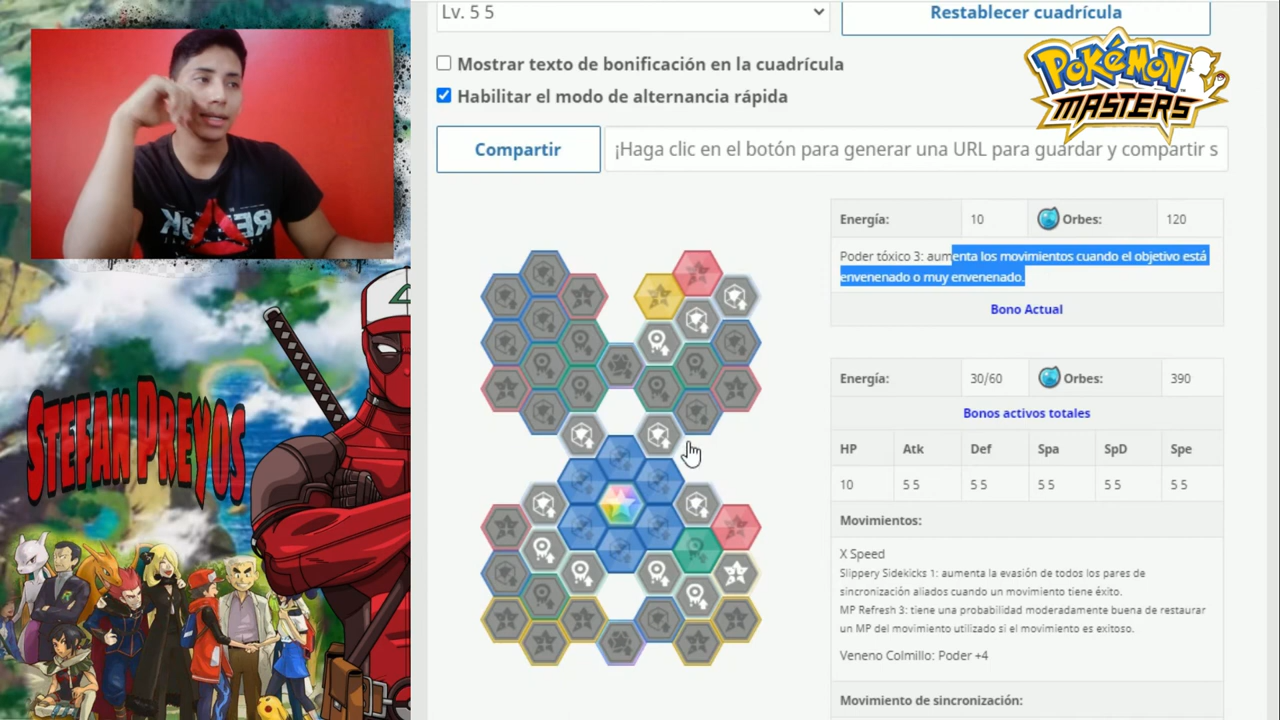 Lv. 5 5
Restablecer cuadrícula
POKÉMON
MASTERS
Mostrar texto de bonificación en la cuadrícula
Habilitar el modo de alternancia rápida
Compartir
¡Haga clic en el botón para generar una URL para guardar y compartir s
Energía: 10 Orbes: 120
Poder tóxico 3: aumenta los movimientos cuando el objetivo está
envenenado o muy envenenado.
Bono Actual
Energía: 30/60 Orbes: 390
Bonos activos totales
HP Atk Def Spa SpD Spe
10 5 5 5 5 5 5 5 5 5 5
Movimientos:
X Speed
Slippery Sidekicks 1: aumenta la evasión de todos los pares de
sincronización aliados cuando un movimiento tiene éxito.
MP Refresh 3: tiene una probabilidad moderadamente buena de restaurar
un MP del movimiento utilizado si el movimiento es exitoso.
Veneno Colmillo: Poder +4
Movimiento de sincronización:
STEFAN PREYOS